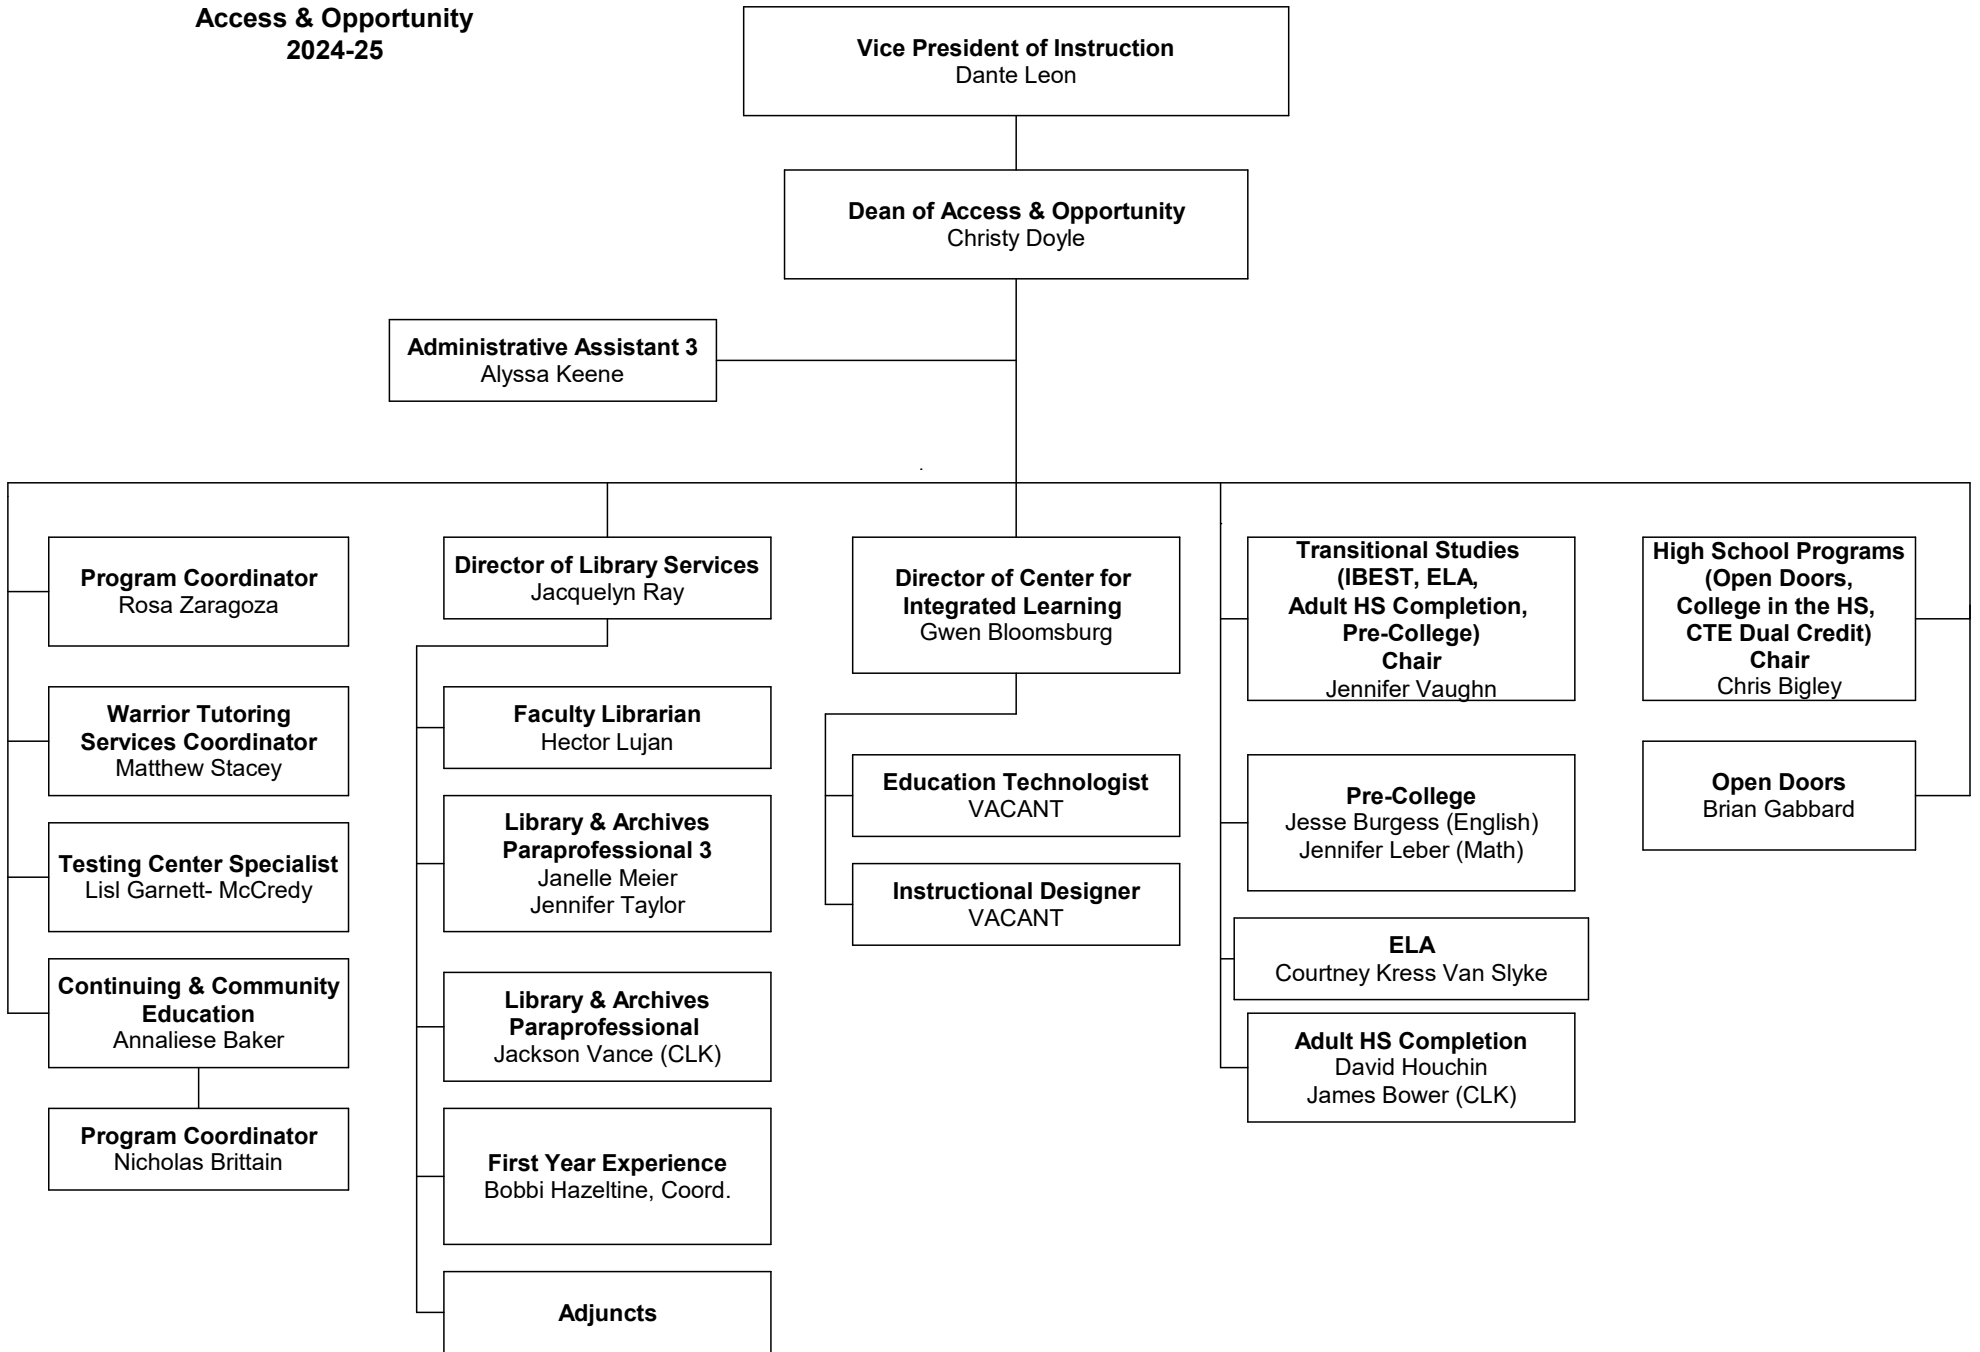 Access & Opportunity
2024-25
Vice President of Instruction
Dante Leon
Dean of Access & Opportunity
Christy Doyle
Administrative Assistant 3
Alyssa Keene
Program Coordinator
Rosa Zaragoza
Warrior Tutoring
Services Coordinator
Matthew Stacey
Testing Center Specialist
Lisl Garnett- McCredy
Continuing & Community
Education
Annaliese Baker
Program Coordinator
Nicholas Brittain
Director of Library Services
Jacquelyn Ray
Faculty Librarian
Hector Lujan
Library & Archives
Paraprofessional 3
Janelle Meier
Jennifer Taylor
Library & Archives
Paraprofessional
Jackson Vance (CLK)
First Year Experience
Bobbi Hazeltine, Coord.
Adjuncts
Director of Center for
Integrated Learning
Gwen Bloomsburg
Education Technologist
VACANT
Instructional Designer
VACANT
Transitional Studies
(IBEST, ELA,
Adult HS Completion,
Pre-College)
Chair
Jennifer Vaughn
Pre-College
Jesse Burgess (English)
Jennifer Leber (Math)
ELA
Courtney Kress Van Slyke
Adult HS Completion
David Houchin
James Bower (CLK)
High School Programs
(Open Doors,
College in the HS,
CTE Dual Credit)
Chair
Chris Bigley
Open Doors
Brian Gabbard